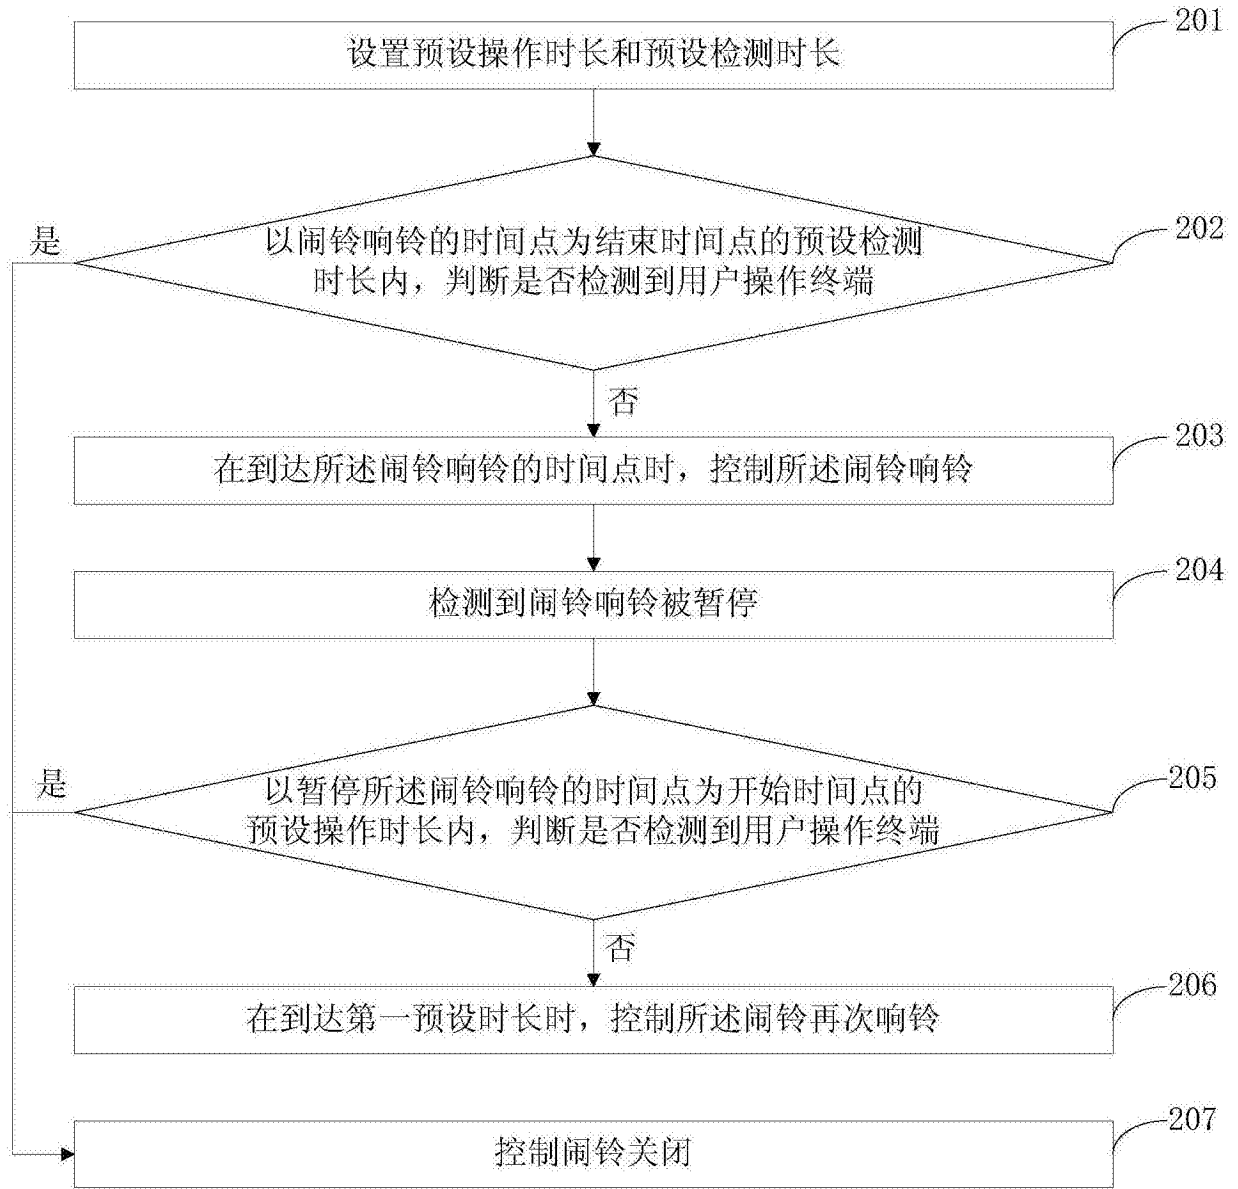 设置预设操作时长和预设检测时长
201
以闹铃响铃的时间点为结束时间点的预设检测
时长内，判断是否检测到用户操作终端
202
是
否
在到达所述闹铃响铃的时间点时，控制所述闹铃响铃
203
检测到闹铃响铃被暂停
204
以暂停所述闹铃响铃的时间点为开始时间点的
预设操作时长内，判断是否检测到用户操作终端
205
是
否
在到达第一预设时长时，控制所述闹铃再次响铃
206
控制闹铃关闭
207